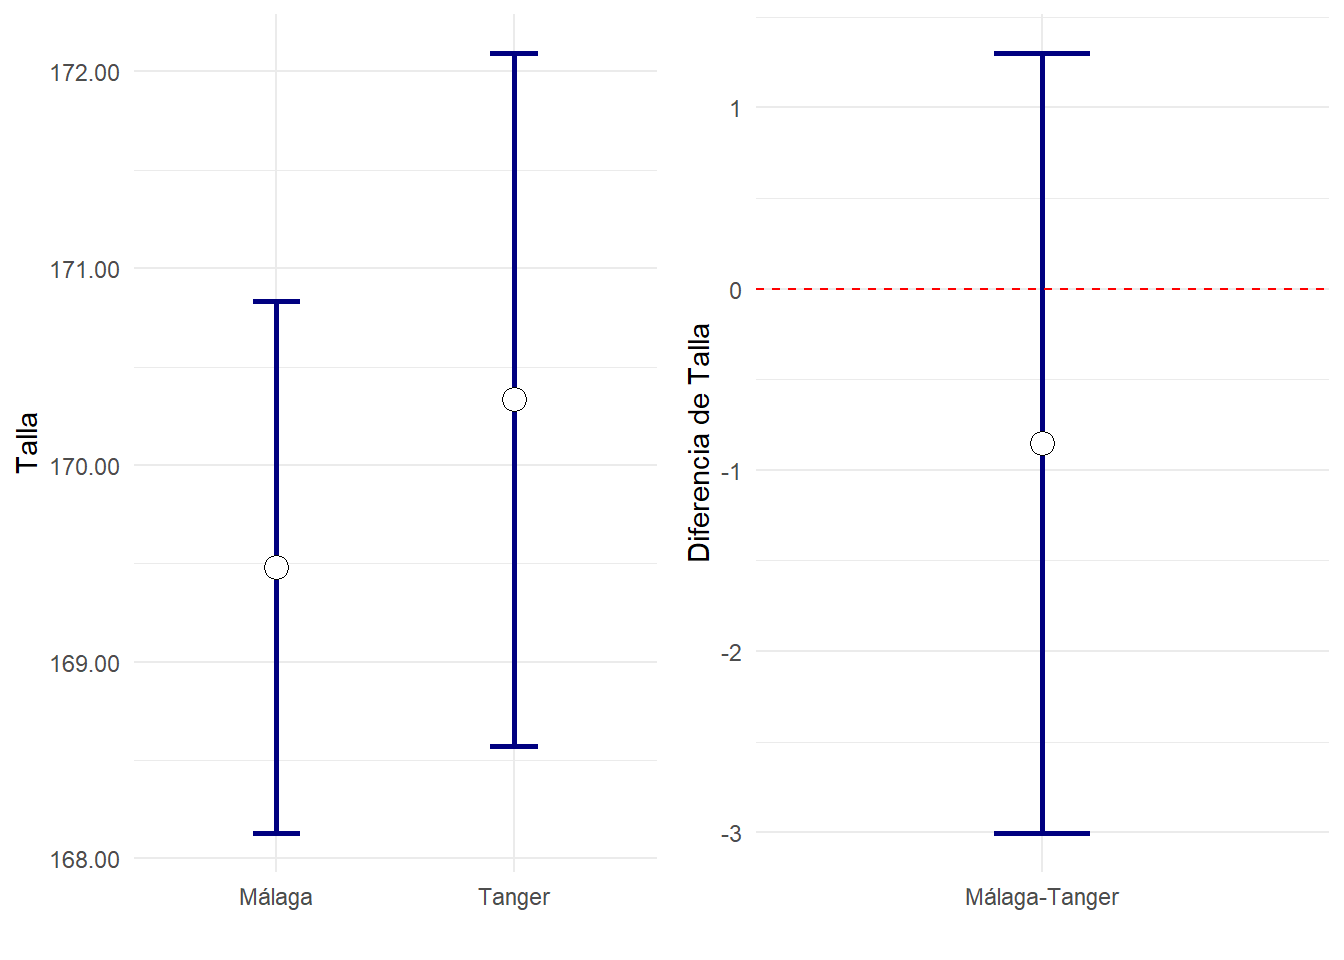 Talla
172.00
171.00
170.00
169.00
168.00
Málaga
Tanger
Diferencia de Talla
1
0
-1
-2
-3
Málaga-Tanger